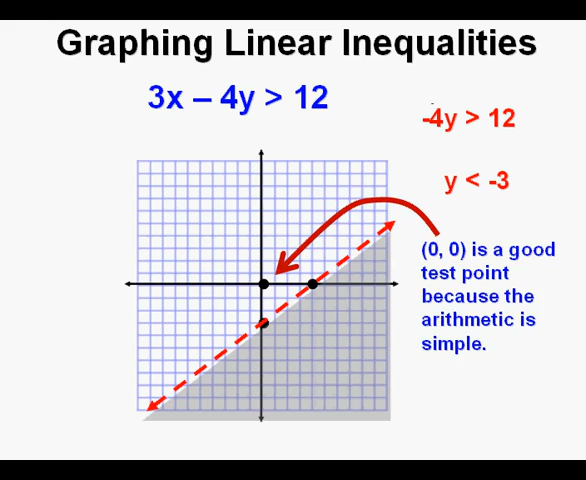 Graphing Linear Inequalities
3x – 4y > 12
-4y > 12
y < -3
(0, 0) is a good
test point
because the
arithmetic is
simple.